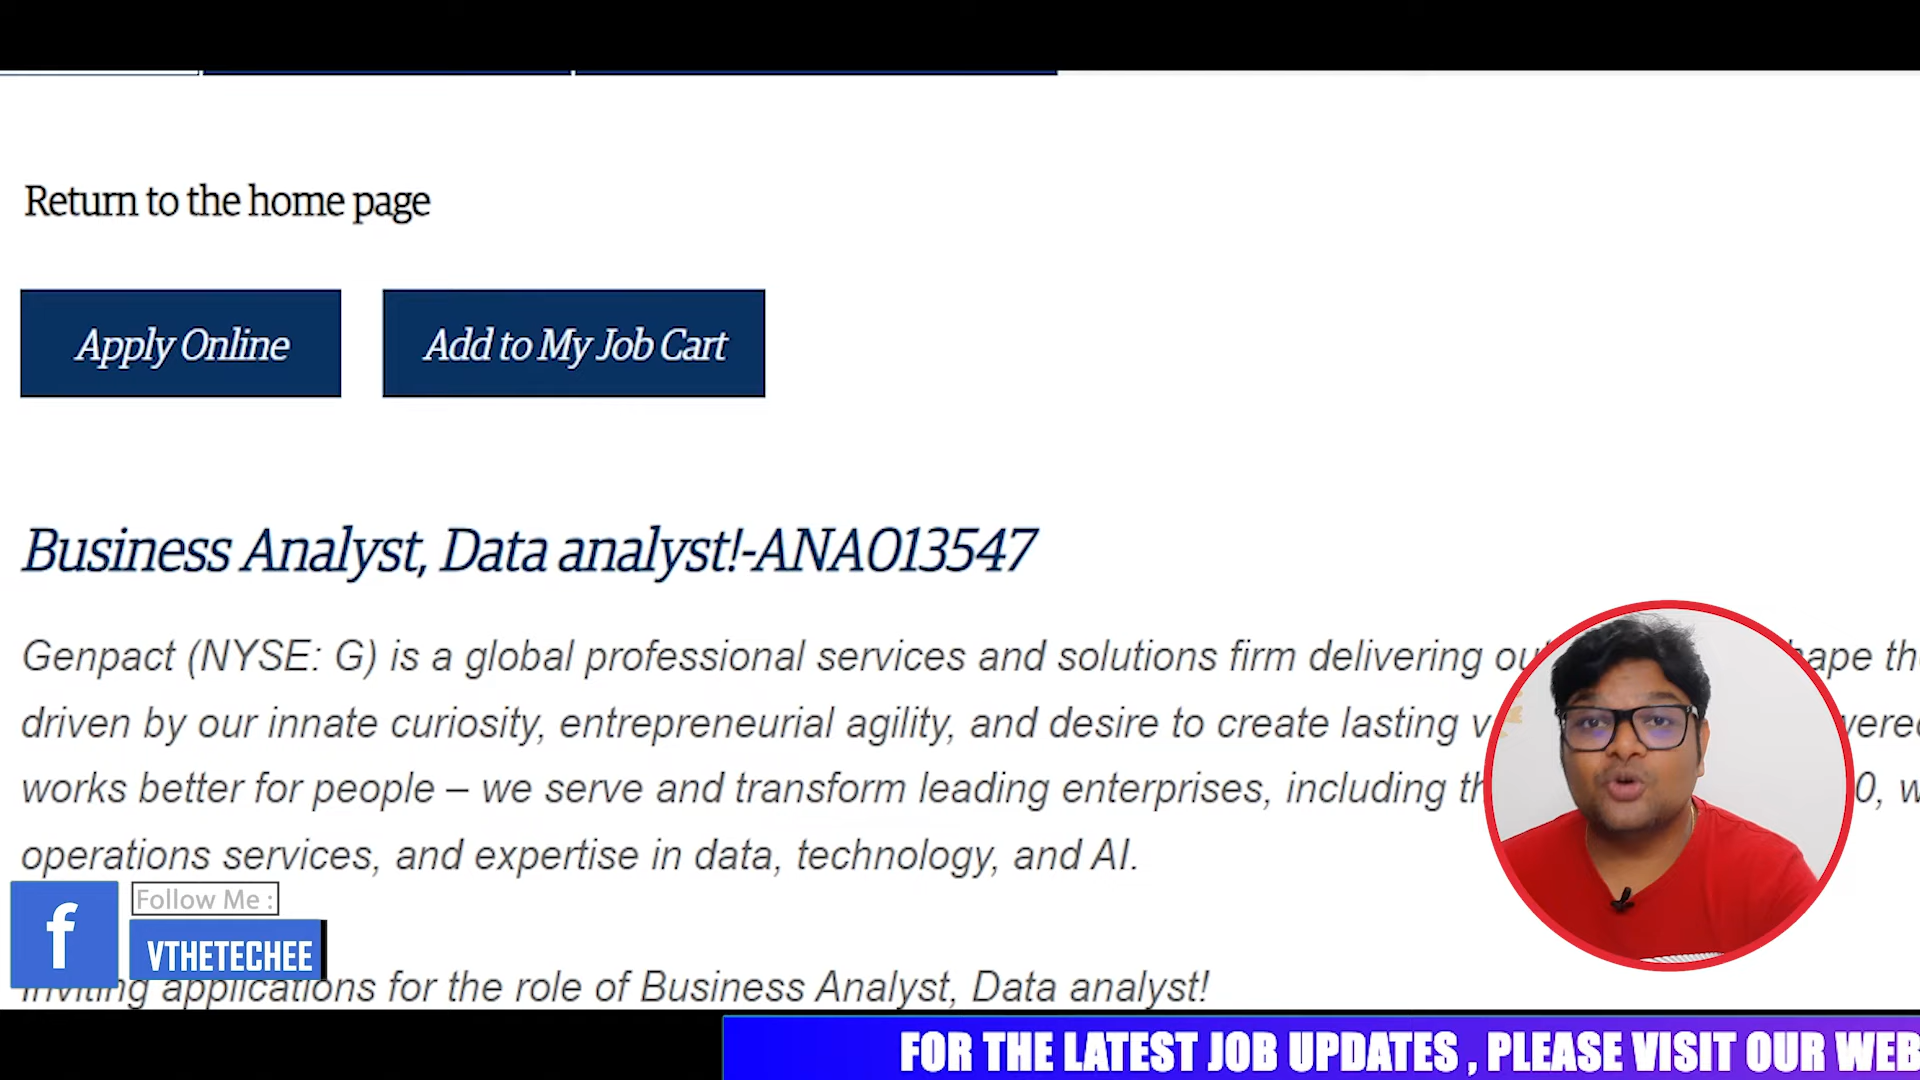 Return to the home page
Apply Online
Add to My Job Cart
Business Analyst, Data analyst!-ANA013547
Genpact (NYSE: G) is a global professional services and solutions firm delivering
driven by our innate curiosity, entrepreneurial agility, and desire to create lasting
works better for people – we serve and transform leading enterprises, including
operations services, and expertise in data, technology, and AI.
f
Follow Me :
VTHETECHEE
Inviting applications for the role of Business Analyst, Data analyst!
FOR THE LATEST JOB UPDATES , PLEASE VISIT OUR WEB